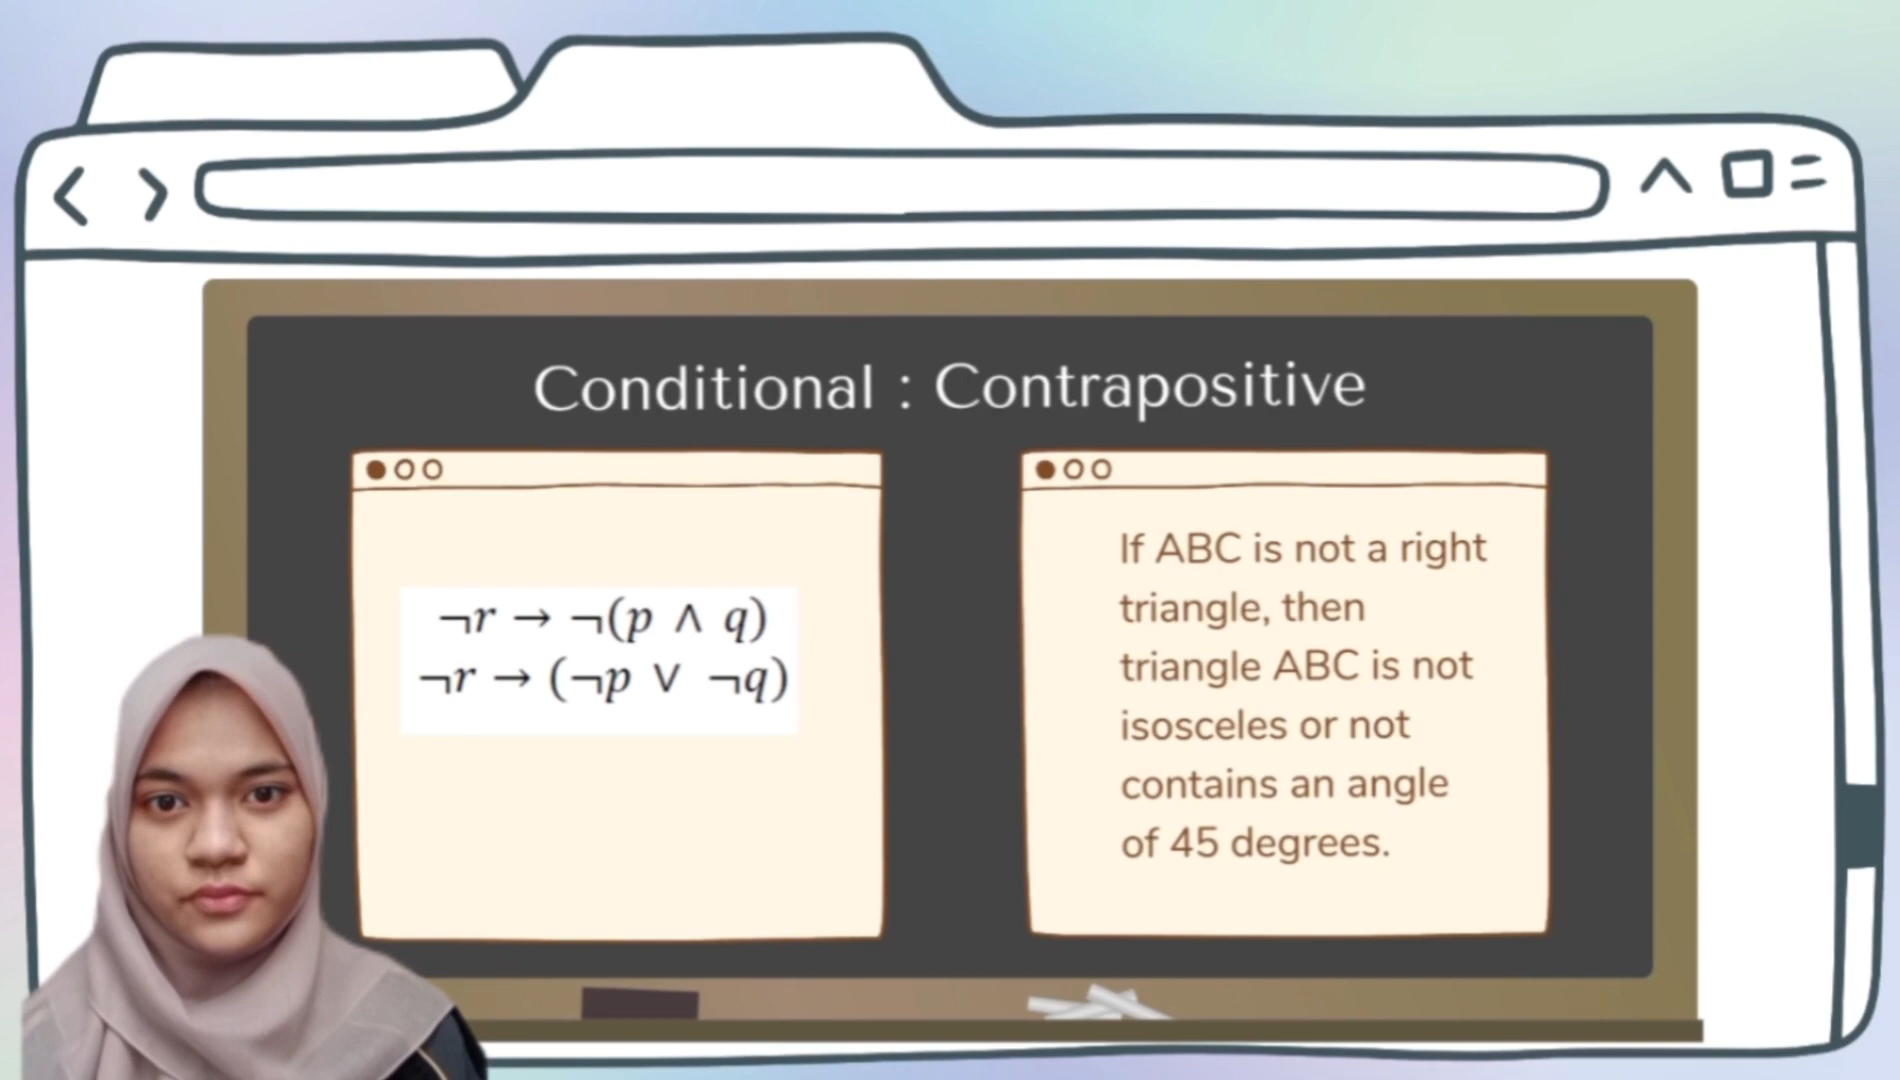 Conditional : Contrapositive
¬r → ¬(p ∧ q)
¬r → (¬p ∨ ¬q)
If ABC is not a right
triangle, then
triangle ABC is not
isosceles or not
contains an angle
of 45 degrees.